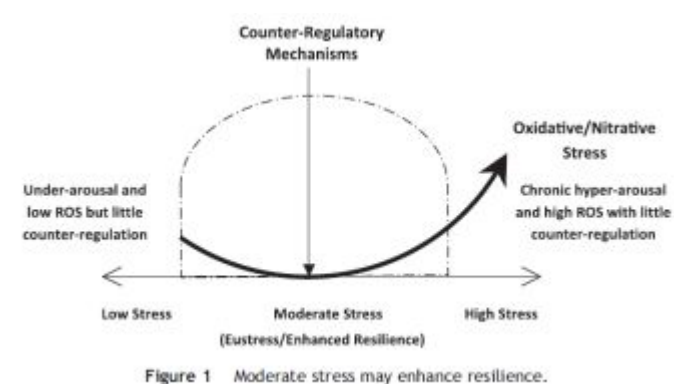 Counter-Regulatory
Mechanisms
Oxidative/Nitrative
Stress
Under-arousal and
low ROS but little
counter-regulation
Chronic hyper-arousal
and high ROS with little
counter-regulation
Low Stress
Moderate Stress
High Stress
(Eustress/Enhanced Resilience)
Figure 1 Moderate stress may enhance resilience.